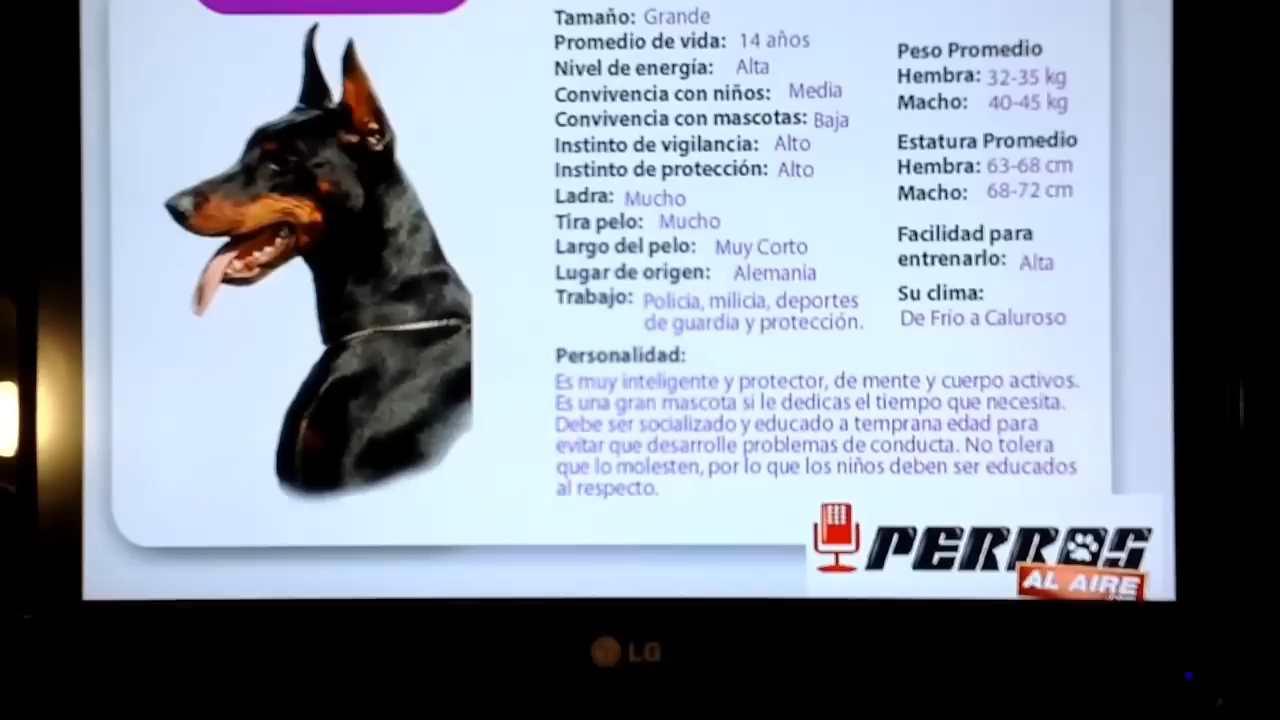 Tamaño: Grande
Promedio de vida: 14 años
Nivel de energía: Alta
Convivencia con niños: Media
Convivencia con mascotas: Baja
Instinto de vigilancia: Alto
Instinto de protección: Alto
Ladra: Mucho
Tira pelo: Mucho
Largo del pelo: Muy Corto
Lugar de origen: Alemania
Trabajo: Policia, milicia, deportes
de guardia y protección.
Peso Promedio
Hembra: 32-35 kg
Macho: 40-45 kg
Estatura Promedio
Hembra: 63-68 cm
Macho: 68-72 cm
Facilidad para
entrenarlo: Alta
Su clima:
De Frio a Caluroso
Personalidad:
Es muy inteligente y protector, de mente y cuerpo activos.
Es una gran mascota si le dedicas el tiempo que necesita.
Debe ser socializado y educado a temprana edad para
evitar que desarrolle problemas de conducta. No tolera
que lo molesten, por lo que los niños deben ser educados
al respecto.
PERROS
AL AIRE
LG